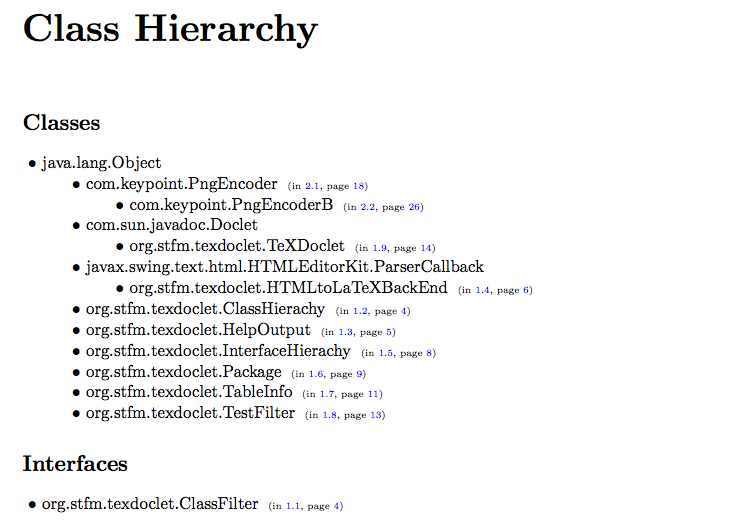 Class Hierarchy
Classes
• java.lang.Object
• com.keypoint.PngEncoder (in 2.1, page 18)
• com.keypoint.PngEncoderB (in 2.2, page 26)
• com.sun.javadoc.Doclet
• org.stfm.texdoclet.TeXDoclet (in 1.9, page 14)
• javax.swing.text.html.HTMLEditorKit.ParserCallback
• org.stfm.texdoclet.HTMLtoLaTeXBackEnd (in 1.4, page 6)
• org.stfm.texdoclet.ClassHierachy (in 1.2, page 4)
• org.stfm.texdoclet.HelpOutput (in 1.3, page 5)
• org.stfm.texdoclet.InterfaceHierachy (in 1.5, page 8)
• org.stfm.texdoclet.Package (in 1.6, page 9)
• org.stfm.texdoclet.TableInfo (in 1.7, page 11)
• org.stfm.texdoclet.TestFilter (in 1.8, page 13)
Interfaces
• org.stfm.texdoclet.ClassFilter (in 1.1, page 4)